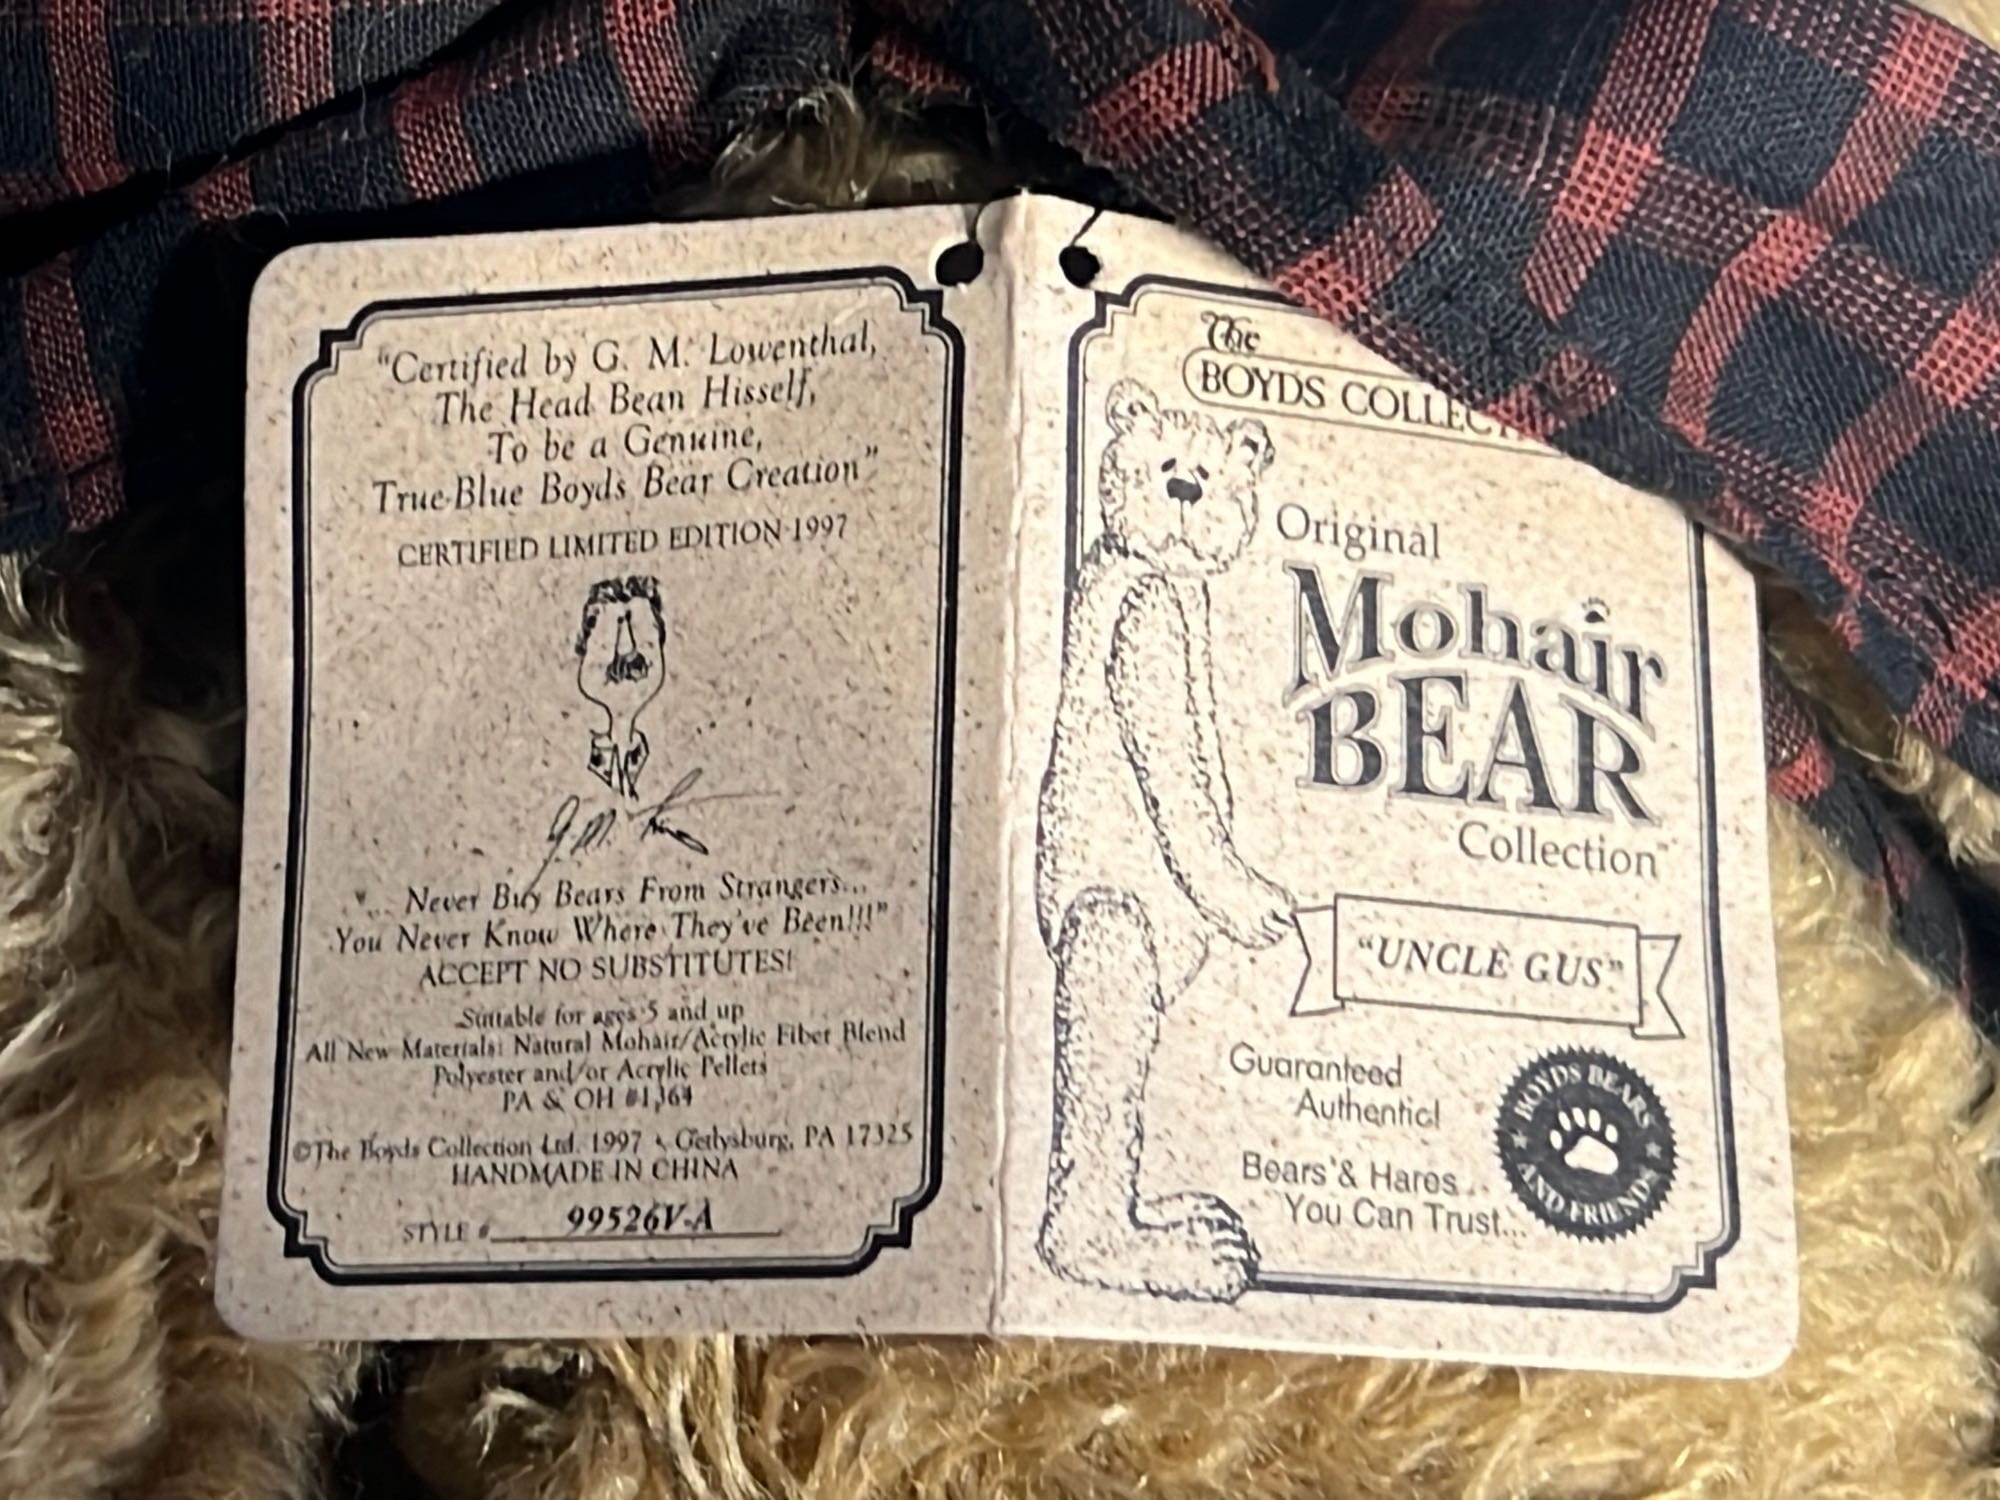 "Certified by G. M. Lowenthal,
The Head Bean Hisself,
To be a Genuine,
True-Blue Boyds Bear Creation"
CERTIFIED LIMITED EDITION 1997
G.M.
"... Never Buy Bears From Strangers...
You Never Know Where They've Been!!!"
ACCEPT NO SUBSTITUTES!
Suitable for ages 5 and up
All New Materials: Natural Mohair/Acrylic Fiber Blend
Polyester and/or Acrylic Pellets
PA & OH #1,364
©The Boyds Collection Ltd. 1997 Gettysburg, PA 17325
HANDMADE IN CHINA
STYLE # 99526V-A
The
BOYDS COLLECT
Original
Mohair
BEAR
Collection™
"UNCLE GUS"
Guaranteed
Authentic!
Bears & Hares...
You Can Trust...
BOYDS BEARS
AND FRIENDS